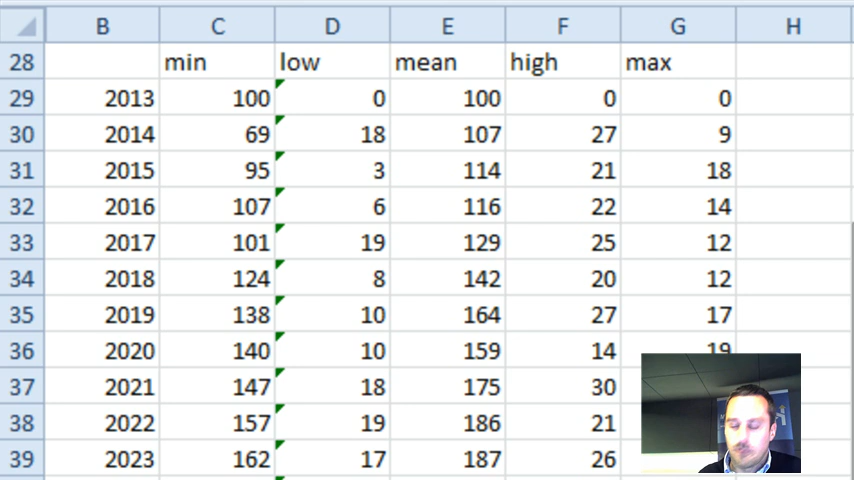 B C D E F G H
28 min low mean high max
29 2013 100 0 100 0 0
30 2014 69 18 107 27 9
31 2015 95 3 114 21 18
32 2016 107 6 116 22 14
33 2017 101 19 129 25 12
34 2018 124 8 142 20 12
35 2019 138 10 164 27 17
36 2020 140 10 159 14 19
37 2021 147 18 175 30
38 2022 157 19 186 21
39 2023 162 17 187 26